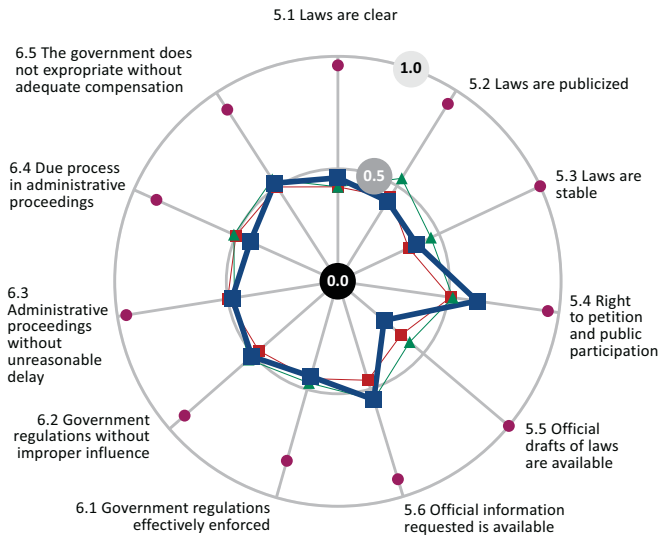 5.1 Laws are clear
1.0
5.2 Laws are publicized
0.5
5.3 Laws are
stable
0.0
5.4 Right
to petition
and public
participation
5.5 Official
drafts of laws
are available
5.6 Official information
requested is available
6.1 Government regulations
effectively enforced
6.2 Government
regulations without
improper influence
6.3
Administrative
proceedings
without
unreasonable
delay
6.4 Due process
in administrative
proceedings
6.5 The government does
not expropriate without
adequate compensation